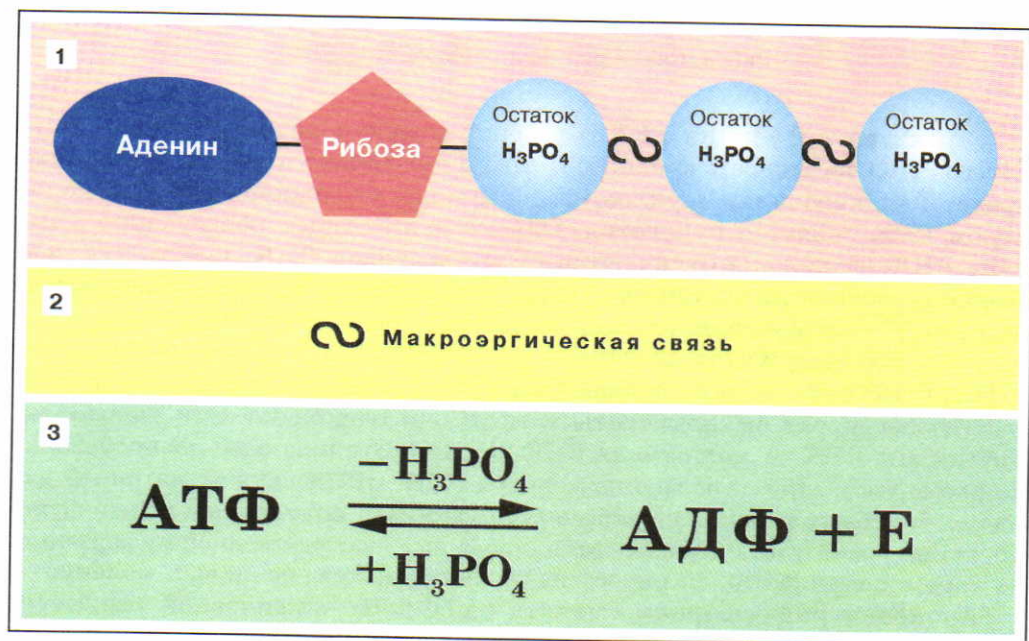 1
Аденин
Рибоза
Остаток
H₃PO₄
Остаток
H₃PO₄
Остаток
H₃PO₄
2
Макроэргическая связь
3
АТФ
−H₃PO₄
+H₃PO₄
АДФ + E